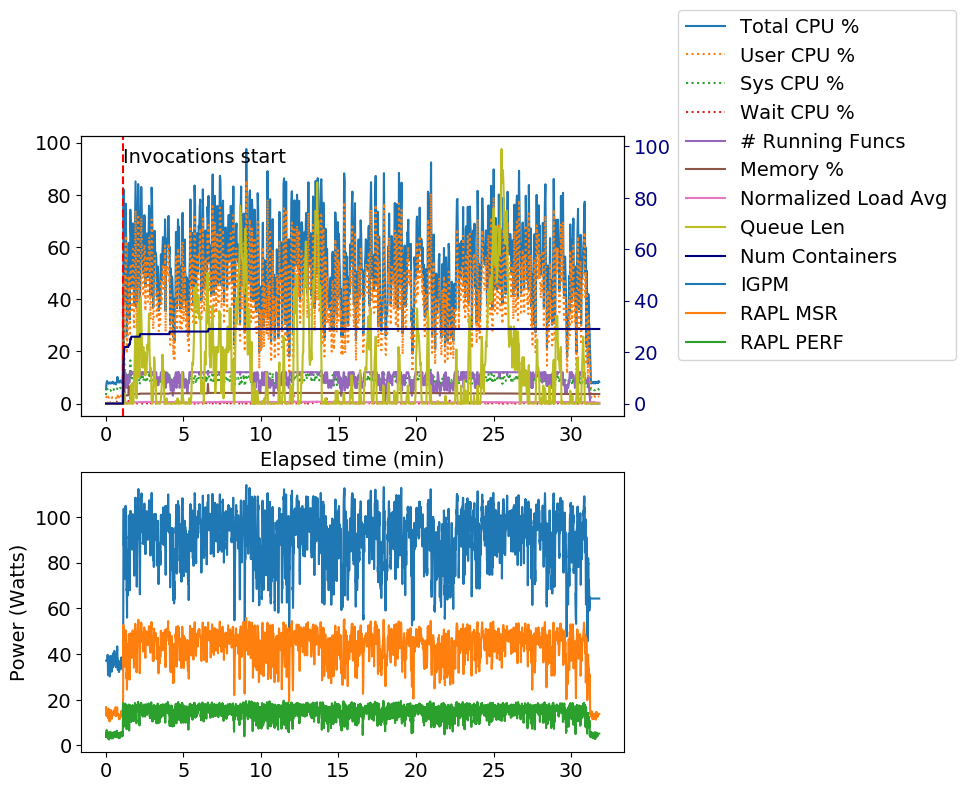 Total CPU %
User CPU %
Sys CPU %
Wait CPU %
# Running Funcs
Memory %
Normalized Load Avg
Queue Len
Num Containers
IGPM
RAPL MSR
RAPL PERF
Invocations start
100
80
60
40
20
0
100
80
60
40
20
0
0 5 10 15 20 25 30
Elapsed time (min)
Power (Watts)
100
80
60
40
20
0
0 5 10 15 20 25 30